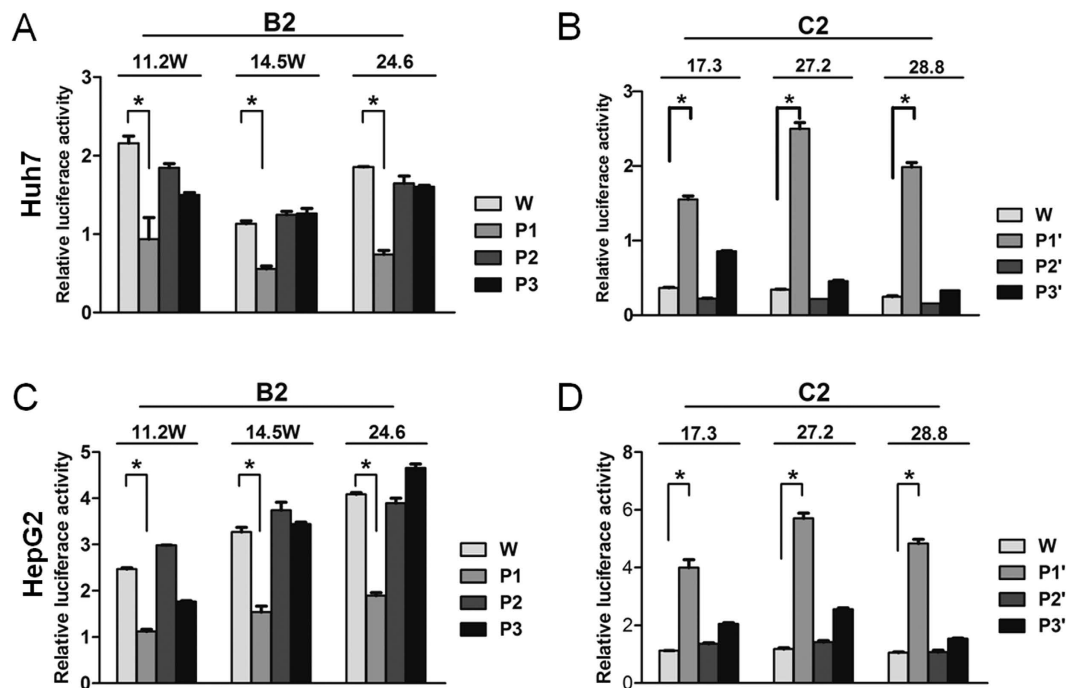 A
B2
11.2W 14.5W 24.6
Huh7
Relative luciferace activity
3
2
1
0
*
*
*
W
P1
P2
P3
B
C2
17.3 27.2 28.8
Relative luciferace activity
3
2
1
0
*
*
*
W
P1'
P2'
P3'
C
B2
11.2W 14.5W 24.6
HepG2
Relative luciferace activity
5
4
3
2
1
0
*
*
*
W
P1
P2
P3
D
C2
17.3 27.2 28.8
Relative luciferace activity
8
6
4
2
0
*
*
*
W
P1'
P2'
P3'